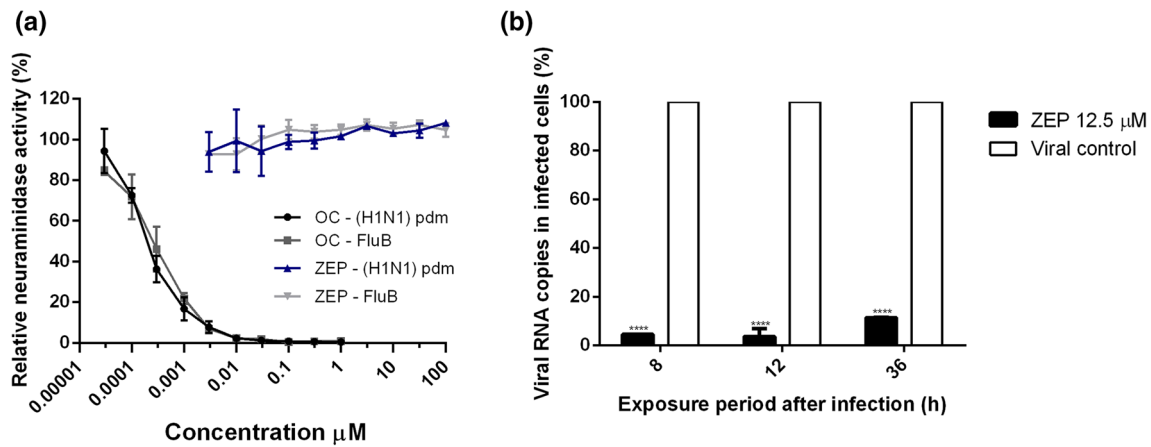 (a)
Relative neuraminidase activity (%)
120
100
80
60
40
20
0
0.00001
0.0001
0.001
0.01
0.1
1
10
100
Concentration μM
OC - (H1N1) pdm
OC - FluB
ZEP - (H1N1) pdm
ZEP - FluB
(b)
Viral RNA copies in infected cells (%)
100
80
60
40
20
0
****
****
****
8
12
36
Exposure period after infection (h)
ZEP 12.5 μM
Viral control